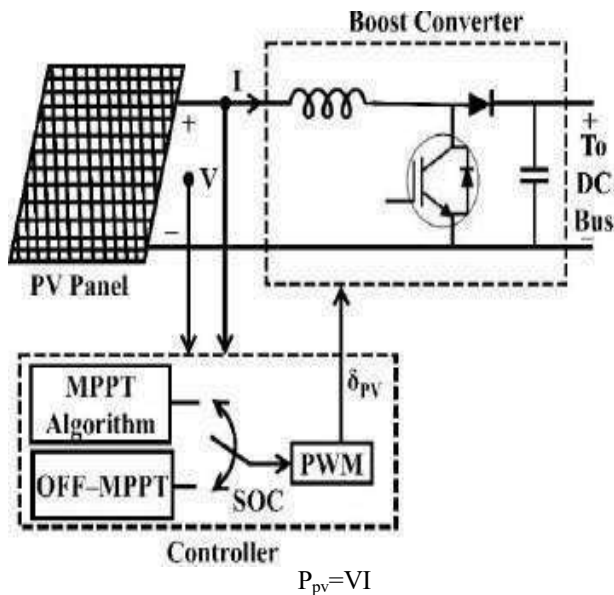 Boost Converter
I
+
V
−
PV Panel
+
To
DC
Bus
−
δPV
MPPT
Algorithm
OFF–MPPT
SOC
PWM
Controller
Ppv=VI